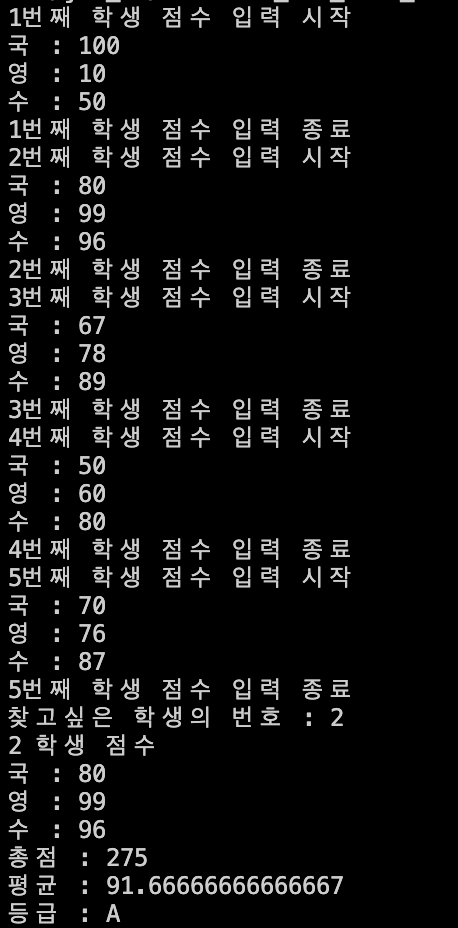 1번째 학생 점수 입력 시작
국 : 100
영 : 10
수 : 50
1번째 학생 점수 입력 종료
2번째 학생 점수 입력 시작
국 : 80
영 : 99
수 : 96
2번째 학생 점수 입력 종료
3번째 학생 점수 입력 시작
국 : 67
영 : 78
수 : 89
3번째 학생 점수 입력 종료
4번째 학생 점수 입력 시작
국 : 50
영 : 60
수 : 80
4번째 학생 점수 입력 종료
5번째 학생 점수 입력 시작
국 : 70
영 : 76
수 : 87
5번째 학생 점수 입력 종료
찾고싶은 학생의 번호 : 2
2 학생 점수
국 : 80
영 : 99
수 : 96
총점 : 275
평균 : 91.66666666666667
등급 : A